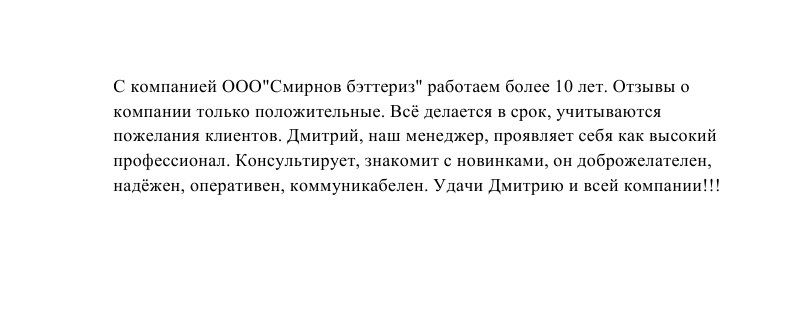 С компанией ООО"Смирнов бэттериз" работаем более 10 лет. Отзывы о
компании только положительные. Всё делается в срок, учитываются
пожелания клиентов. Дмитрий, наш менеджер, проявляет себя как высокий
профессионал. Консультирует, знакомит с новинками, он доброжелателен,
надёжен, оперативен, коммуникабелен. Удачи Дмитрию и всей компании!!!